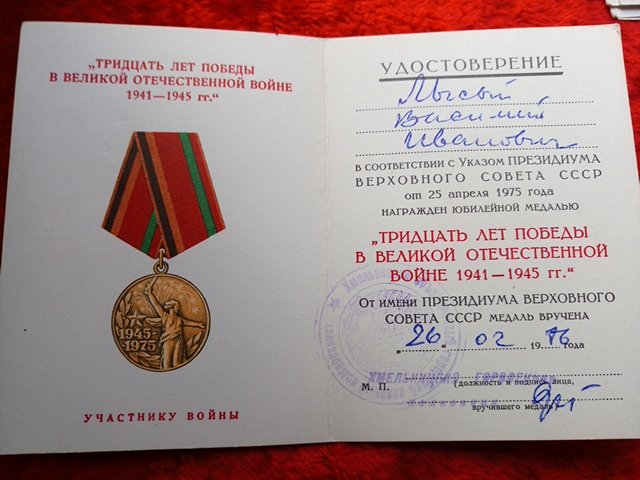 „ТРИДЦАТЬ ЛЕТ ПОБЕДЫ
В ВЕЛИКОЙ ОТЕЧЕСТВЕННОЙ ВОЙНЕ
1941—1945 гг.“
1945-
1975
УЧАСТНИКУ ВОЙНЫ
УДОСТОВЕРЕНИЕ
Лысый
Василий
Иванович
В СООТВЕТСТВИИ С УКАЗОМ ПРЕЗИДИУМА
ВЕРХОВНОГО СОВЕТА СССР
от 25 апреля 1975 года
НАГРАЖДЕН ЮБИЛЕЙНОЙ МЕДАЛЬЮ
„ТРИДЦАТЬ ЛЕТ ПОБЕДЫ
В ВЕЛИКОЙ ОТЕЧЕСТВЕННОЙ
ВОЙНЕ 1941—1945 гг.“
От имени ПРЕЗИДИУМА ВЕРХОВНОГО
СОВЕТА СССР МЕДАЛЬ ВРУЧЕНА
„26“ 02 1976 года
М. П. (должность и подпись лица,
вручившего медаль)